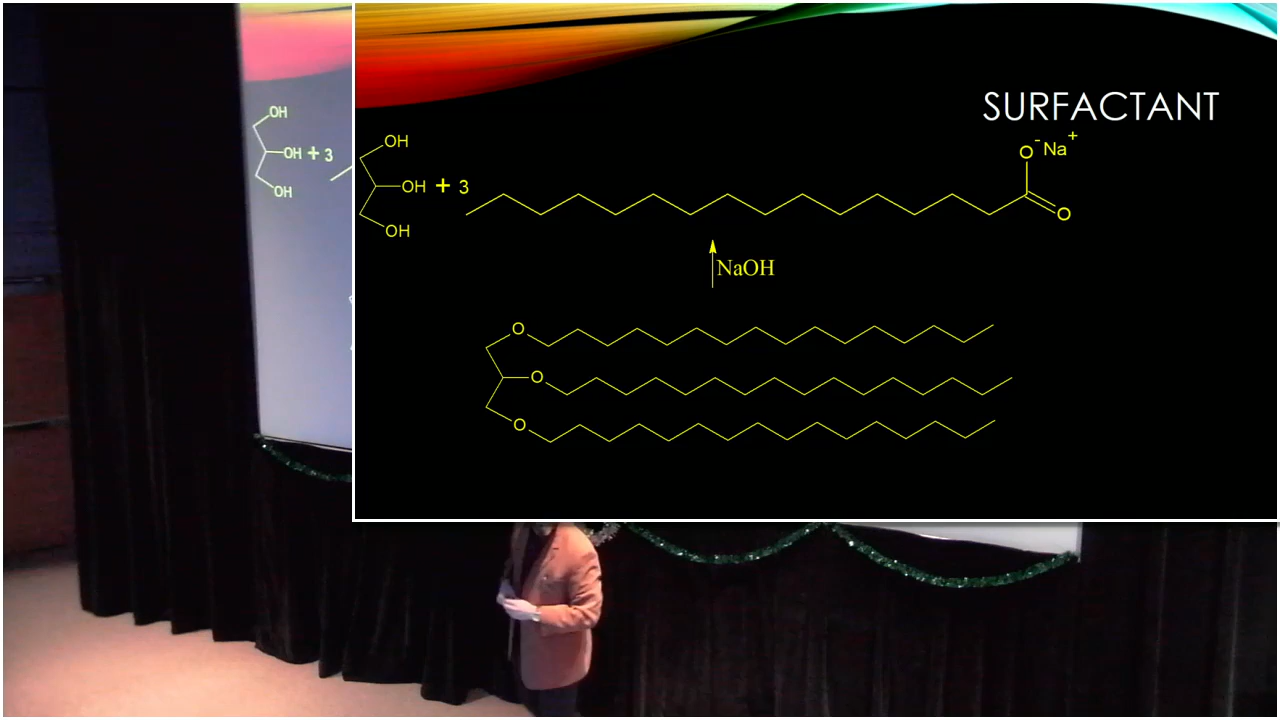 SURFACTANT
OH
OH + 3
OH
OH
OH + 3
OH
O⁻Na⁺
O
NaOH
O
O
O